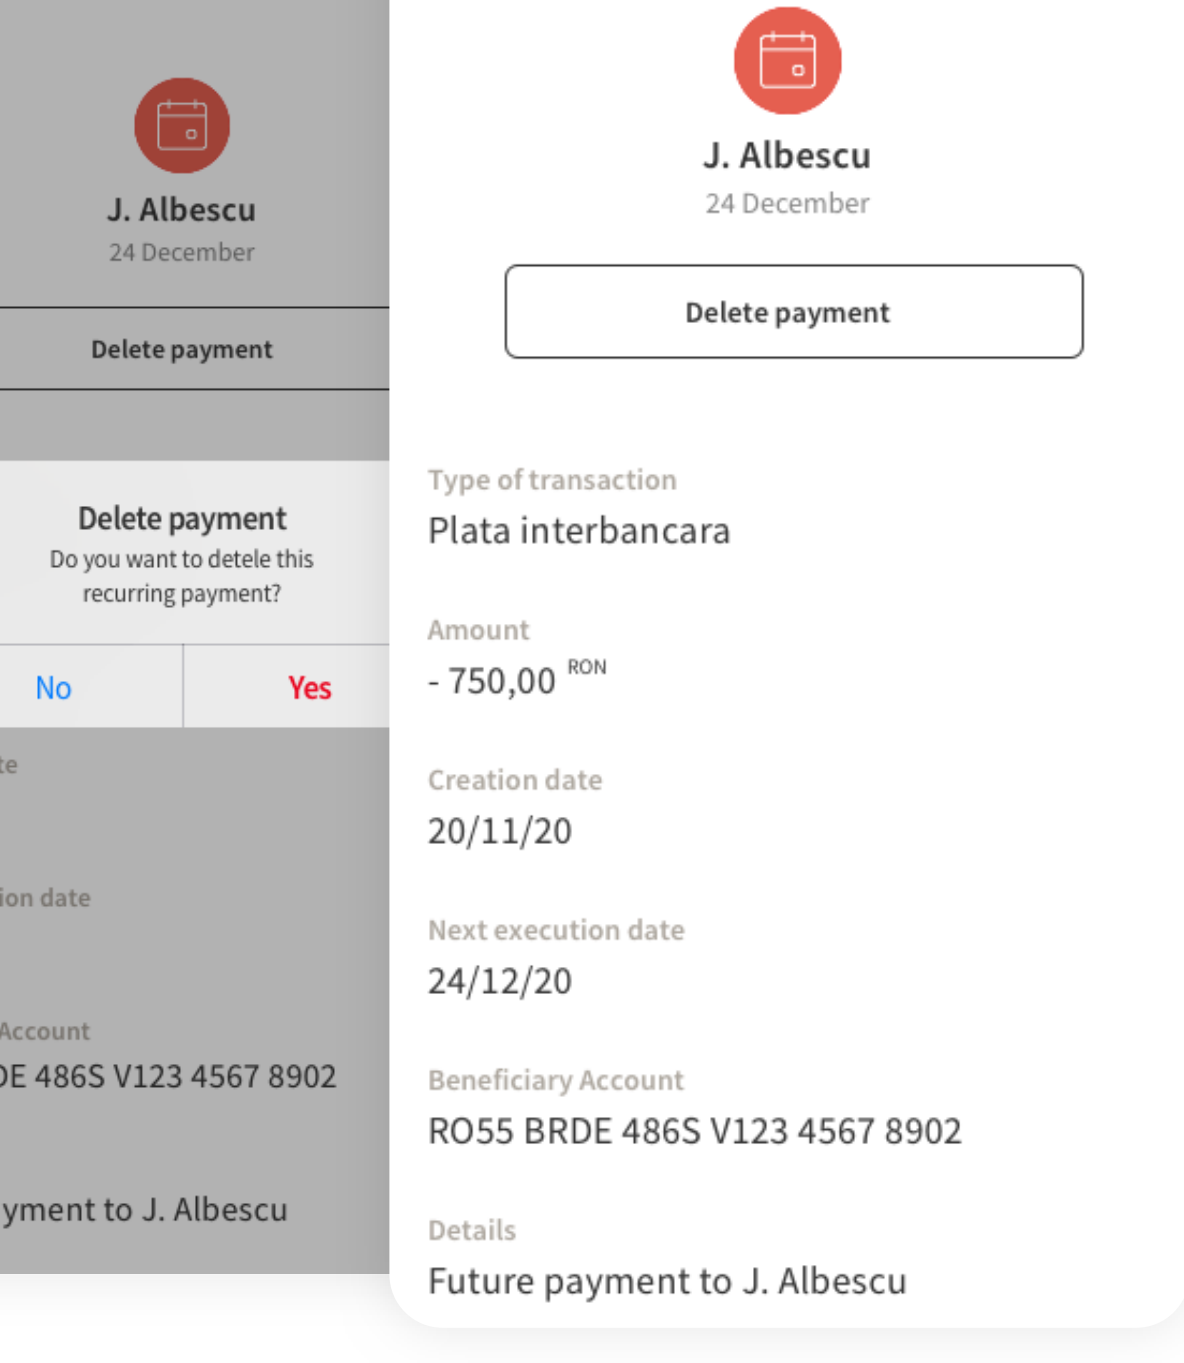 J. Albescu
24 December
Delete payment
Delete payment
Do you want to detele this
recurring payment?
No
Yes
te
ion date
Account
DE 486S V123 4567 8902
yment to J. Albescu
J. Albescu
24 December
Delete payment
Type of transaction
Plata interbancara
Amount
- 750,00 RON
Creation date
20/11/20
Next execution date
24/12/20
Beneficiary Account
RO55 BRDE 486S V123 4567 8902
Details
Future payment to J. Albescu